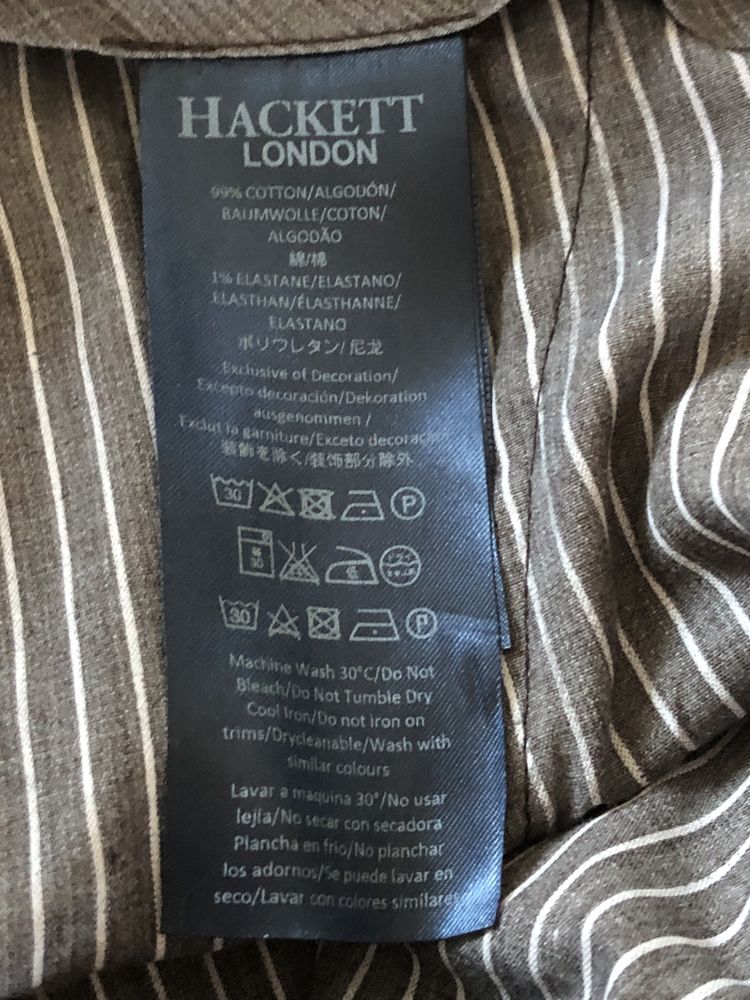 HACKETT
LONDON
99% COTTON/ALGODÓN/
BAUMWOLLE/COTON/
ALGODÃO
綿/棉
1% ELASTANE/ELASTANO/
ELASTHAN/ÉLASTHANNE/
ELASTANO
ポリウレタン/尼龙
Exclusive of Decoration/
Excepto decoración/Dekoration
ausgenommen /
Exclut la garniture/Exceto decoração
装飾を除く/装饰部分除外
30 P
30
30 P
Machine Wash 30°C/Do Not
Bleach/Do Not Tumble Dry
Cool Iron/Do not iron on
trims/Drycleanable/Wash with
similar colours
Lavar a maquina 30°/No usar
lejía/No secar con secadora
Plancha en frio/No planchar
los adornos/Se puede lavar en
seco/Lavar con colores similares